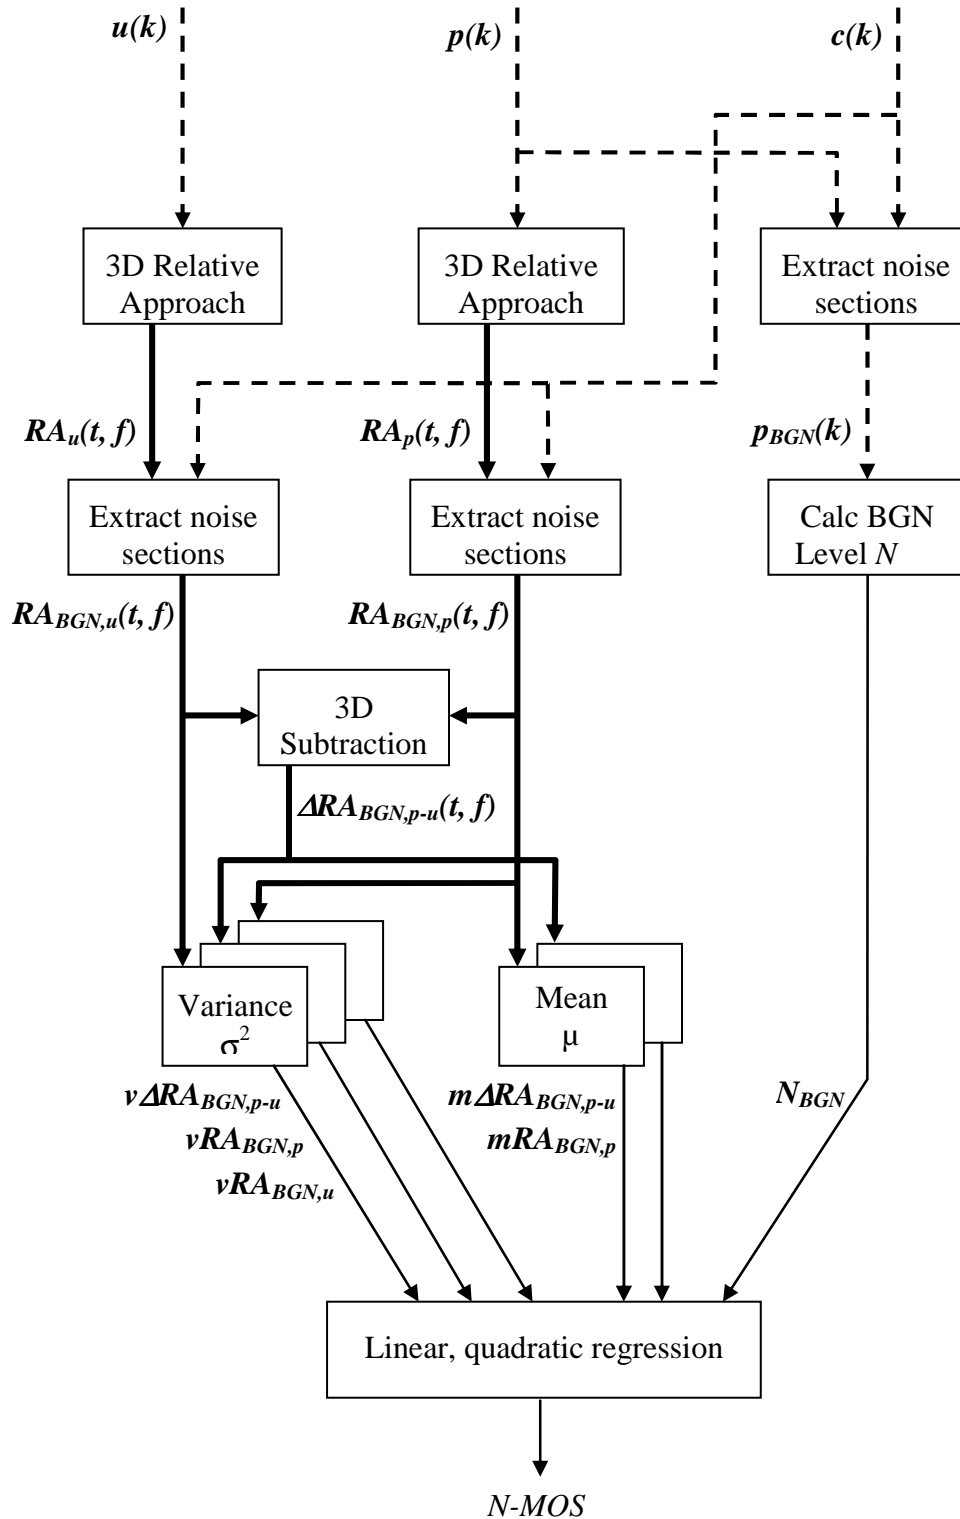 u(k)
p(k)
c(k)
3D Relative
Approach
3D Relative
Approach
Extract noise
sections
RAu(t, f)
RAp(t, f)
pBGN(k)
Extract noise
sections
Extract noise
sections
Calc BGN
Level N
RABGN,u(t, f)
RABGN,p(t, f)
3D
Subtraction
ΔRABGN,p-u(t, f)
Variance
σ²
Mean
μ
vΔRABGN,p-u
vRABGN,p
vRABGN,u
mΔRABGN,p-u
mRABGN,p
NBGN
Linear, quadratic regression
N-MOS